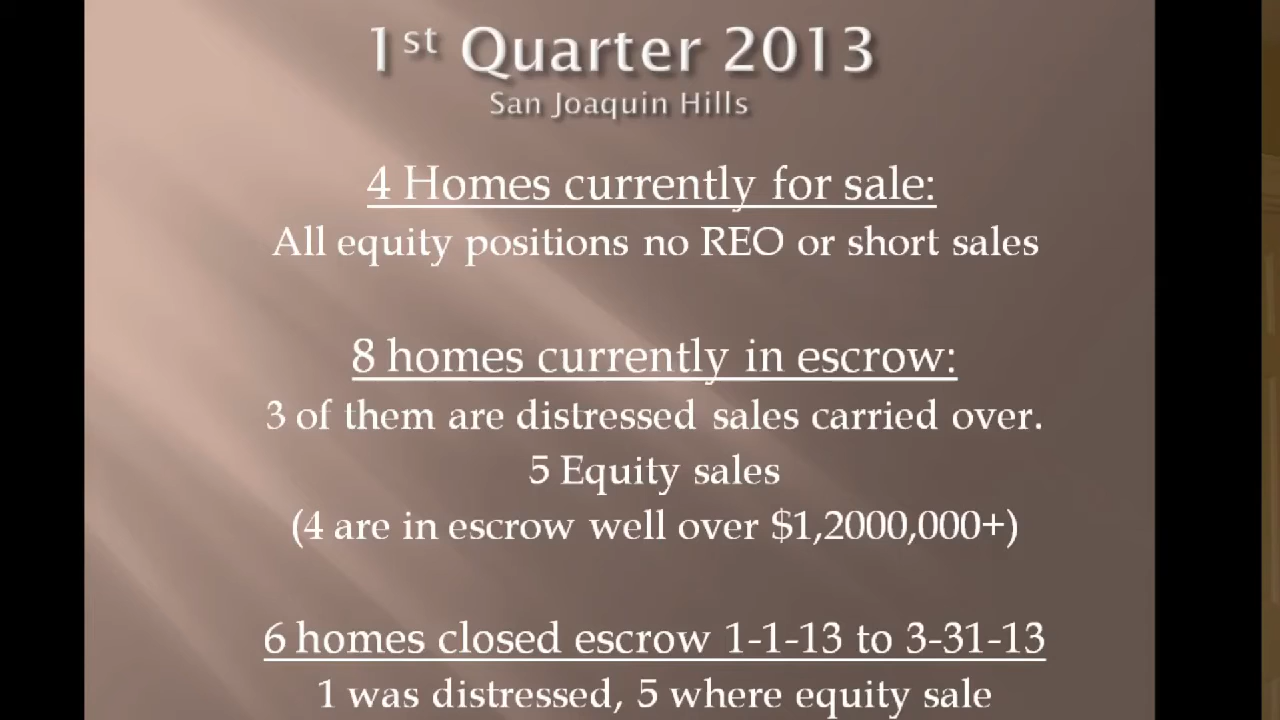 1st Quarter 2013
San Joaquin Hills
4 Homes currently for sale:
All equity positions no REO or short sales
8 homes currently in escrow:
3 of them are distressed sales carried over.
5 Equity sales
(4 are in escrow well over $1,2000,000+)
6 homes closed escrow 1-1-13 to 3-31-13
1 was distressed, 5 where equity sale